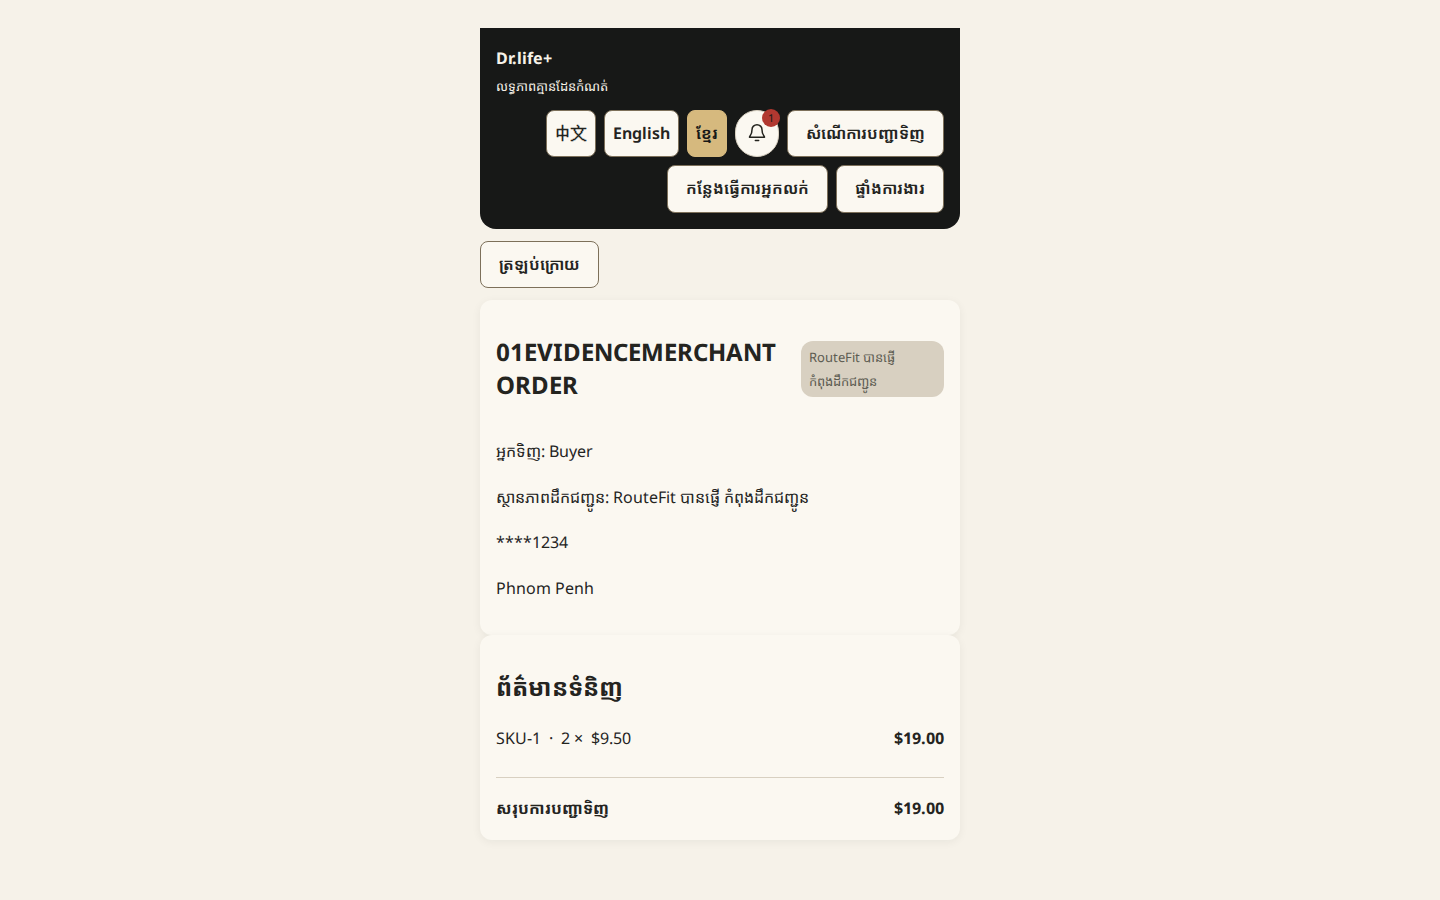 Dr.life+
លទ្ធភាពគ្មានដែនកំណត់
中文
English
ខ្មែរ
1
សំណើការបញ្ជាទិញ
កន្លែងធ្វើការអ្នកលក់
ផ្ទាំងការងារ
ត្រឡប់ក្រោយ
01EVIDENCEMERCHANT
ORDER
RouteFit បានផ្ញើ
កំពុងដឹកជញ្ជូន
អ្នកទិញ: Buyer
ស្ថានភាពដឹកជញ្ជូន: RouteFit បានផ្ញើ កំពុងដឹកជញ្ជូន
****1234
Phnom Penh
ព័ត៌មានទំនិញ
SKU-1 · 2 × $9.50 $19.00
សរុបការបញ្ជាទិញ $19.00